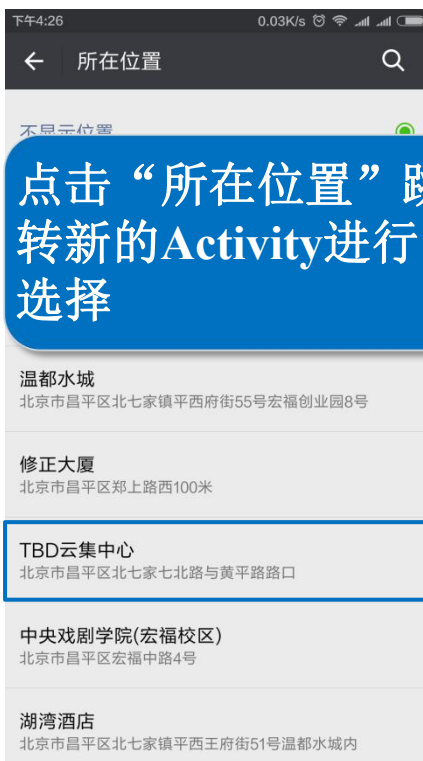 下午4:26 0.03K/s
所在位置
不显示位置
点击“所在位置”跳
转新的Activity进行
选择
温都水城
北京市昌平区北七家镇平西府街55号宏福创业园8号
修正大厦
北京市昌平区郑上路西100米
TBD云集中心
北京市昌平区北七家七北路与黄平路路口
中央戏剧学院(宏福校区)
北京市昌平区宏福中路4号
湖湾酒店
北京市昌平区北七家镇平西王府街51号温都水城内